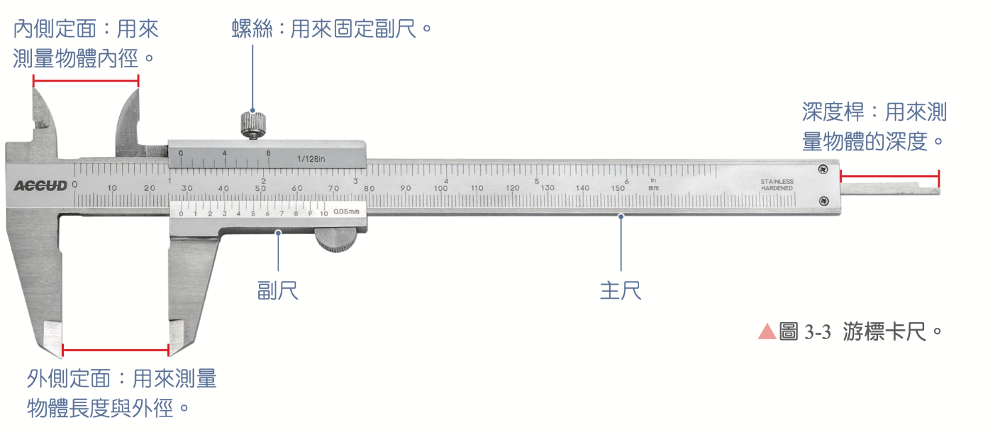 內側定面：用來
測量物體內徑。
螺絲：用來固定副尺。
深度桿：用來測
量物體的深度。
0 4 8 1/128in
ACCUD
0 1 2 3 4 5 6 In
10 20 30 40 50 60 70 80 90 100 110 120 130 140 150 mm
STAINLESS
HARDENED
0 1 2 3 4 5 6 7 8 9 10 0.05mm
副尺
主尺
▲圖 3-3 游標卡尺。
外側定面：用來測量
物體長度與外徑。